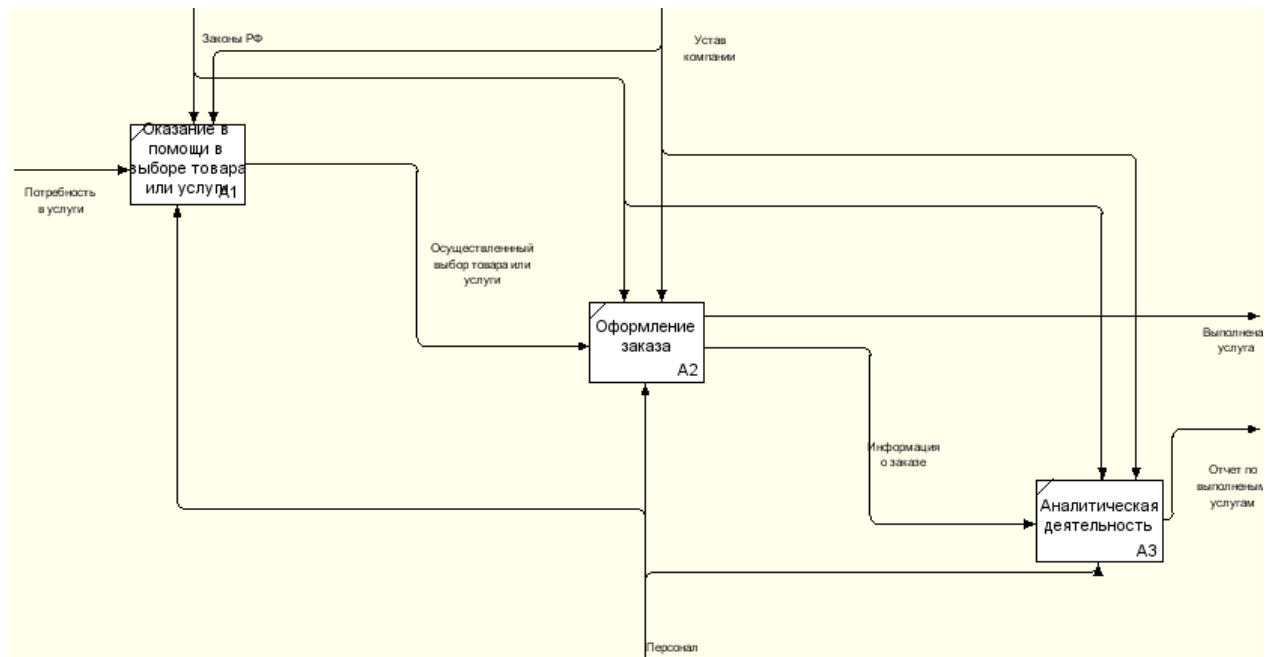 Законы РФ
Устав
компании
Оказание в
помощи в
выборе товара
или услуги
А1
Потребность
в услуги
Осуществленнный
выбор товара или
услуги
Оформление
заказа
А2
Выполнена
услуга
Информация
о заказе
Отчет по
выполненым
услугам
Аналитическая
деятельность
А3
Персонал